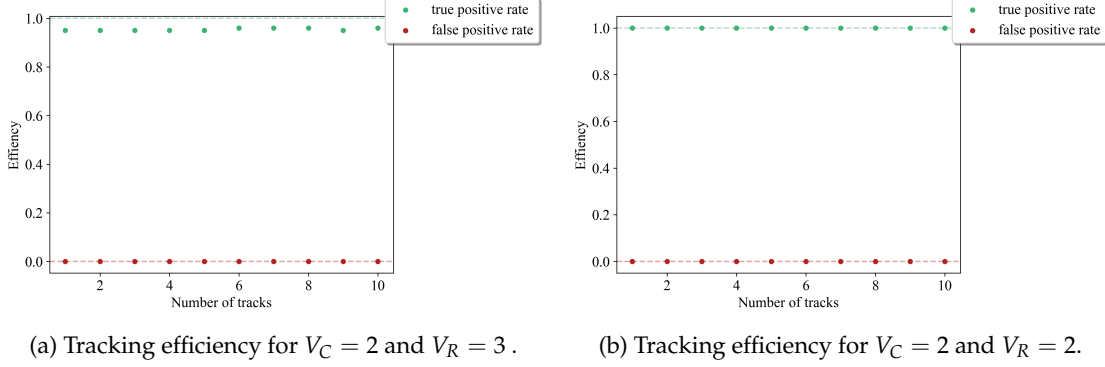 true positive rate
false positive rate
1.0
0.8
0.6
0.4
0.2
0.0
Effiency
2 4 6 8 10
Number of tracks
(a) Tracking efficiency for V_C = 2 and V_R = 3 .
true positive rate
false positive rate
1.0
0.8
0.6
0.4
0.2
0.0
Effiency
2 4 6 8 10
Number of tracks
(b) Tracking efficiency for V_C = 2 and V_R = 2.